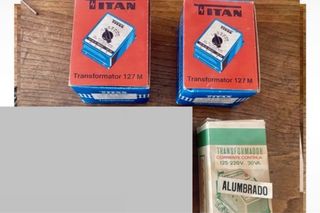 TITAN
Transformator 127 M
TITAN
Transformator 127 M
TRANSFORMADOR
CORRIENTE CONTINUA
125-220V. 30VA.
ALUMBRADO